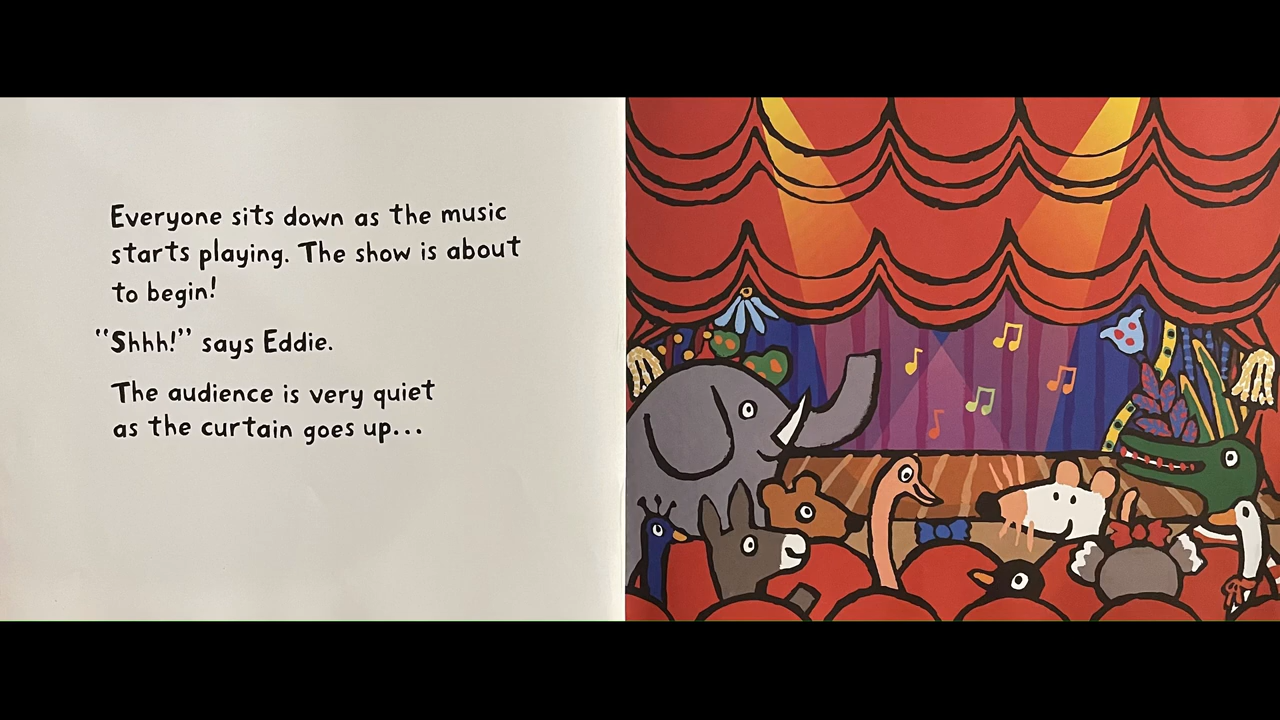 Everyone sits down as the music
starts playing. The show is about
to begin!
“Shhh!” says Eddie.
The audience is very quiet
as the curtain goes up...